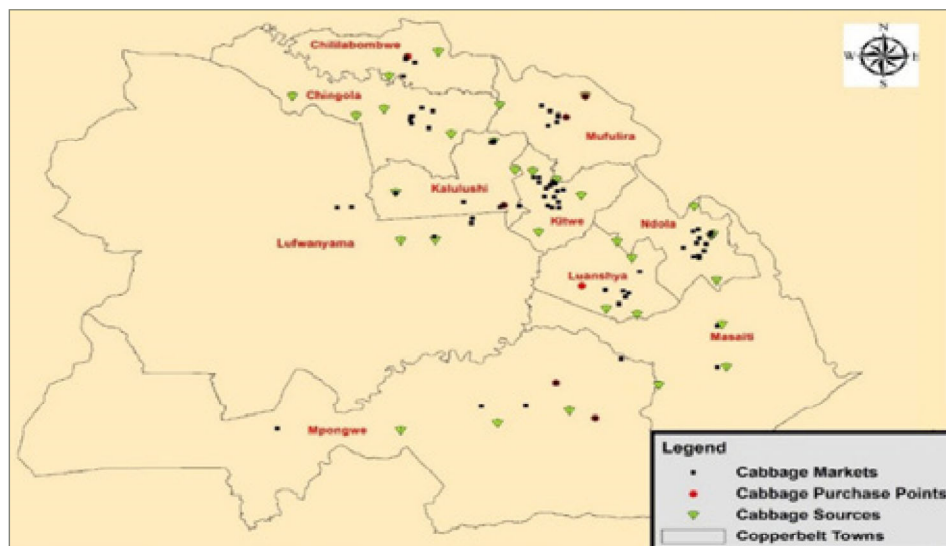 N
W E
S
Chililabombwe
Chingola
Mufulira
Kalulushi
Kitwe
Ndola
Lufwanyama
Luanshya
Masaiti
Mpongwe
Legend
Cabbage Markets
Cabbage Purchase Points
Cabbage Sources
Copperbelt Towns